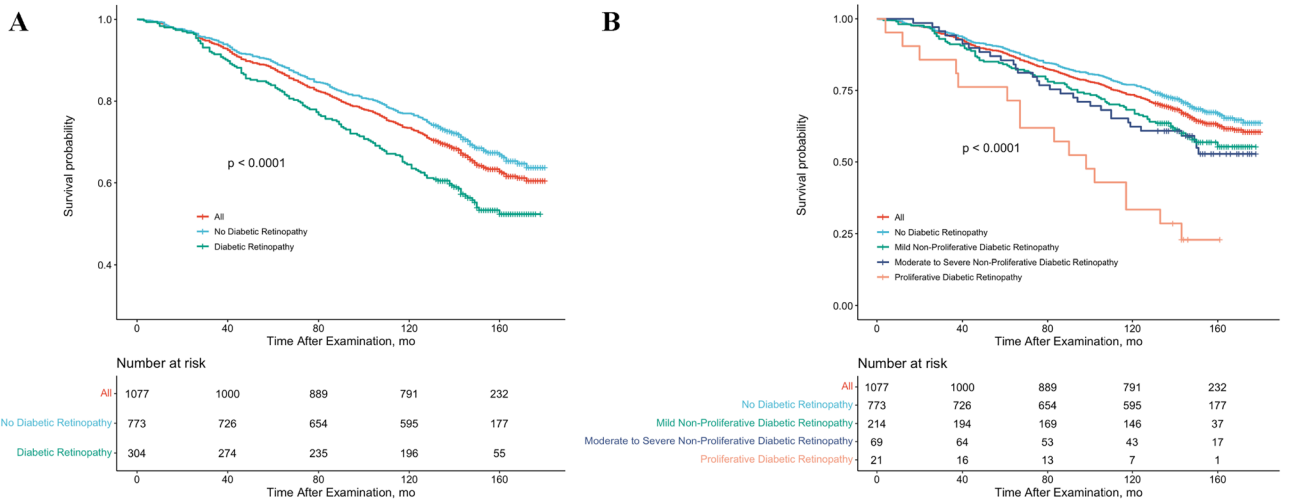 A
Survival probability
1.0
0.8
0.6
0.4
p < 0.0001
All
No Diabetic Retinopathy
Diabetic Retinopathy
0 40 80 120 160
Time After Examination, mo
Number at risk
All 1077 1000 889 791 232
No Diabetic Retinopathy 773 726 654 595 177
Diabetic Retinopathy 304 274 235 196 55
0 40 80 120 160
Time After Examination, mo
B
Survival probability
1.00
0.75
0.50
0.25
0.00
p < 0.0001
All
No Diabetic Retinopathy
Mild Non-Proliferative Diabetic Retinopathy
Moderate to Severe Non-Proliferative Diabetic Retinopathy
Proliferative Diabetic Retinopathy
0 40 80 120 160
Time After Examination, mo
Number at risk
All 1077 1000 889 791 232
No Diabetic Retinopathy 773 726 654 595 177
Mild Non-Proliferative Diabetic Retinopathy 214 194 169 146 37
Moderate to Severe Non-Proliferative Diabetic Retinopathy 69 64 53 43 17
Proliferative Diabetic Retinopathy 21 16 13 7 1
0 40 80 120 160
Time After Examination, mo